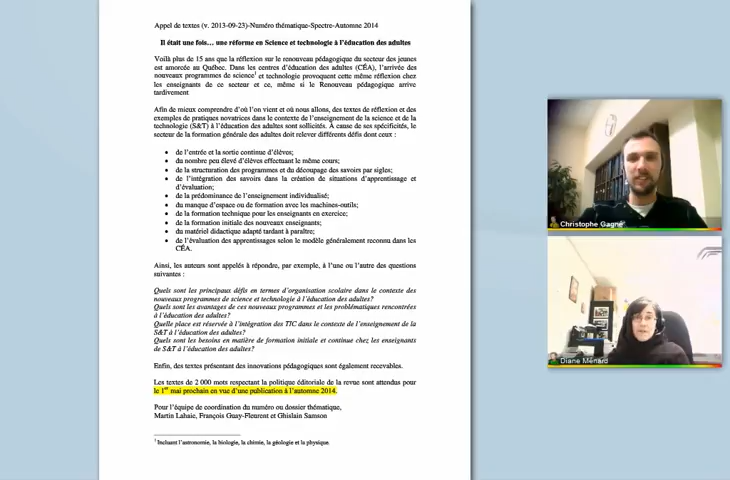 Appel de textes (v. 2013-09-23)-Numéro thématique-Spectre-Automne 2014
Il était une fois... une réforme en Science et technologie à l'éducation des adultes
Voilà plus de 15 ans que la réflexion sur le renouveau pédagogique du secteur des jeunes
est amorcée au Québec. Dans les centres d'éducation des adultes (CÉA), l'arrivée des
nouveaux programmes de science1 et technologie provoquent cette même réflexion chez
les enseignants de ce secteur et ce, même si le Renouveau pédagogique arrive
tardivement
Afin de mieux comprendre d'où l'on vient et où nous allons, des textes de réflexion et des
exemples de pratiques novatrices dans le contexte de l'enseignement de la science et de la
technologie (S&T) à l'éducation des adultes sont sollicités. À cause de ses spécificités, le
secteur de la formation générale des adultes doit relever différents défis dont ceux :
• de l'entrée et la sortie continue d'élèves;
• du nombre peu élevé d'élèves effectuant le même cours;
• de la structuration des programmes et du découpage des savoirs par sigles;
• de l'intégration des savoirs dans la création de situations d'apprentissage et
d'évaluation;
• de la prédominance de l'enseignement individualisé;
• du manque d'espace ou de formation avec les machines-outils;
• de la formation technique pour les enseignants en exercice;
• de la formation initiale des nouveaux enseignants;
• du matériel didactique adapté tardant à paraître;
• de l'évaluation des apprentissages selon le modèle généralement reconnu dans les
CÉA.
Ainsi, les auteurs sont appelés à répondre, par exemple, à l'une ou l'autre des questions
suivantes :
Quels sont les principaux défis en termes d'organisation scolaire dans le contexte des
nouveaux programmes de science et technologie à l'éducation des adultes?
Quels sont les avantages de ces nouveaux programmes et les problématiques rencontrées
à l'éducation des adultes?
Quelle place est réservée à l'intégration des TIC dans le contexte de l'enseignement de la
S&T à l'éducation des adultes?
Quels sont les besoins en matière de formation initiale et continue chez les enseignants
de S&T à l'éducation des adultes?
Enfin, des textes présentant des innovations pédagogiques sont également recevables.
Les textes de 2 000 mots respectant la politique éditoriale de la revue sont attendus pour
le 1er mai prochain en vue d'une publication à l'automne 2014.
Pour l'équipe de coordination du numéro ou dossier thématique,
Martin Lahaie, François Guay-Fleurent et Ghislain Samson
1 Incluant l'astronomie, la biologie, la chimie, la géologie et la physique.
Christophe Gagné
Diane Ménard